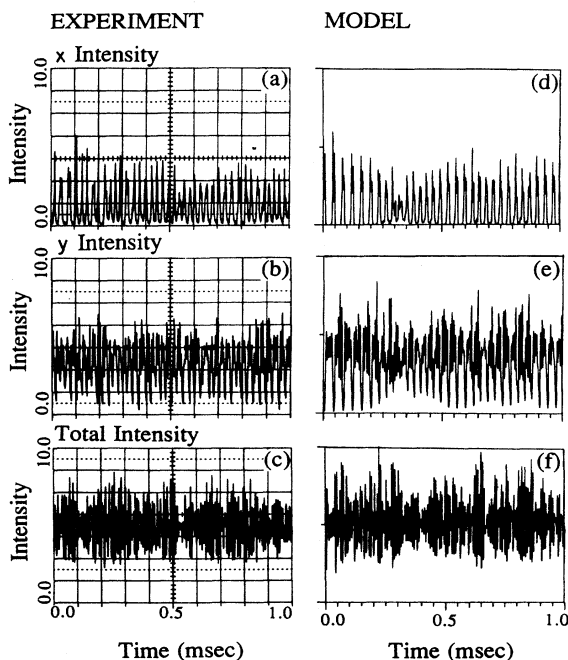 EXPERIMENT MODEL
x Intensity
(a) (d)
10.0
Intensity
0.0
y Intensity
(b) (e)
10.0
Intensity
0.0
Total Intensity
(c) (f)
10.0
Intensity
0.0
0.0 0.5 1.0 0.0 0.5 1.0
Time (msec) Time (msec)